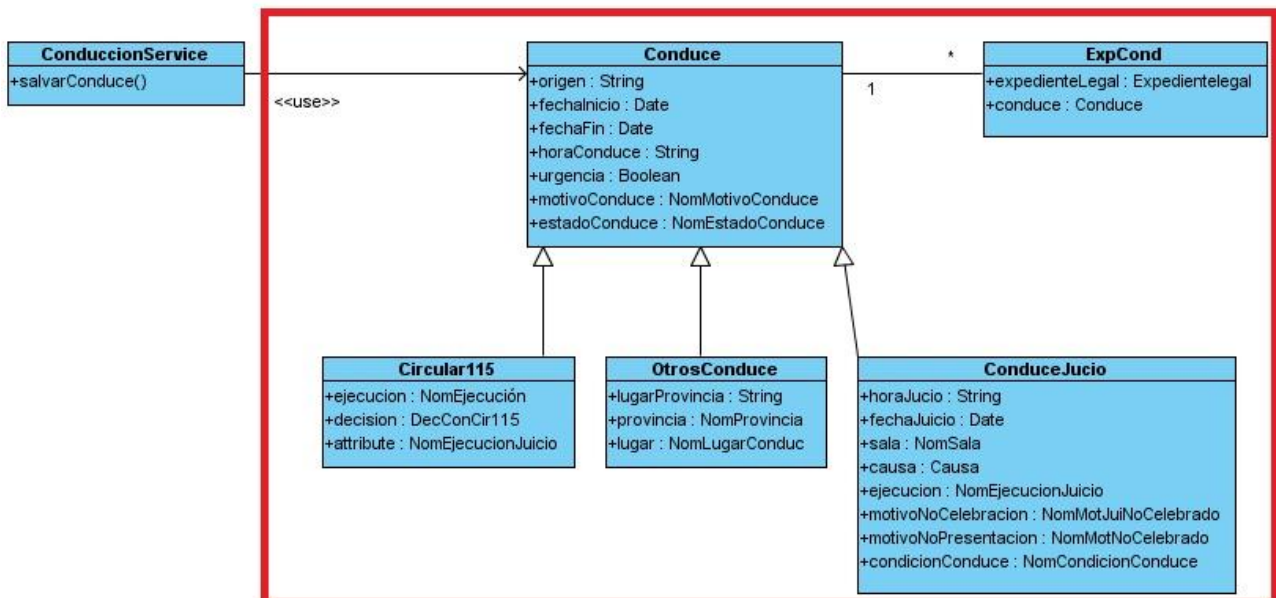 ConduccionService
+salvarConduce()
<<use>>
Conduce
+origen : String
+fechaInicio : Date
+fechaFin : Date
+horaConduce : String
+urgencia : Boolean
+motivoConduce : NomMotivoConduce
+estadoConduce : NomEstadoConduce
*
1
ExpCond
+expedienteLegal : Expedientelegal
+conduce : Conduce
Circular115
+ejecucion : NomEjecución
+decision : DecConCir115
+attribute : NomEjecucionJuicio
OtrosConduce
+lugarProvincia : String
+provincia : NomProvincia
+lugar : NomLugarConduc
ConduceJucio
+horaJucio : String
+fechaJuicio : Date
+sala : NomSala
+causa : Causa
+ejecucion : NomEjecucionJuicio
+motivoNoCelebracion : NomMotJuiNoCelebrado
+motivoNoPresentacion : NomMotNoCelebrado
+condicionConduce : NomCondicionConduce